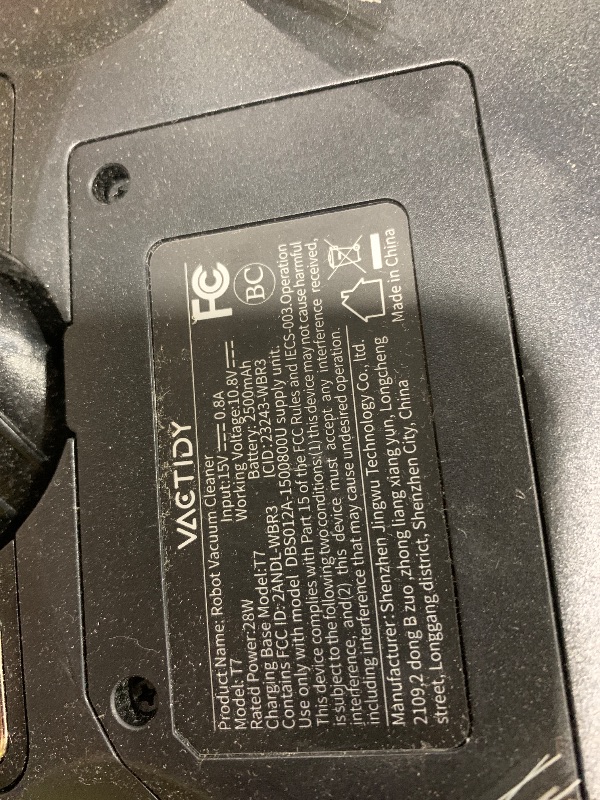 VACTIDY
Product Name: Robot Vacuum Cleaner
Model: T7 Input:15V⎓0.8A
Rated Power:28W Working Voltage:10.8V⎓
Charging Base Model:T7 Battery:2500mAh
Contains FCC ID: 2ANDL-WBR3 ICID:23243-WBR3
Use only with model DBS012A-1500800U supply unit.
This device complies with Part 15 of the FCC Rules and IECS-003.Operation
is subject to the following two conditions:(1) this device may not cause harmful
interference, and(2) this device must accept any interference received,
including interference that may cause undesired operation.
Manufacturer: Shenzhen Jingwu Technology Co., ltd.
2109,2 dong B zuo ,zhong liang xiang yun, Longcheng
street, Longgang district, Shenzhen City, China
FC
BC
Made in China